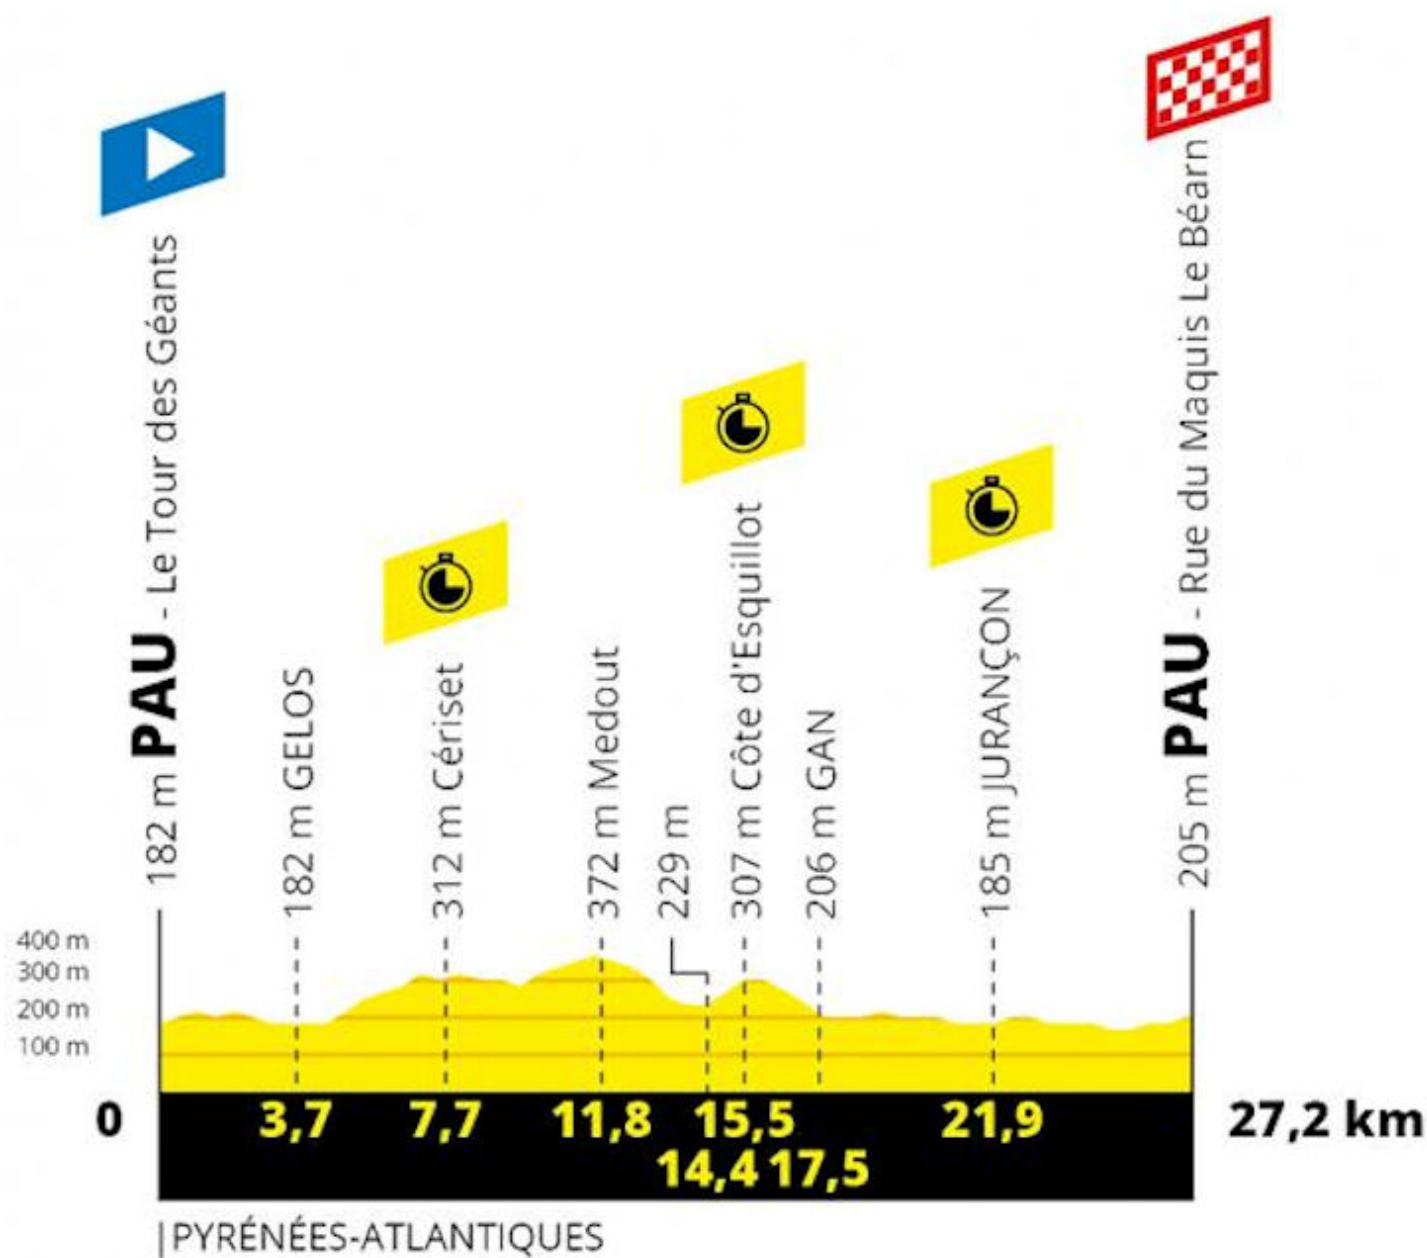 182 m PAU - Le Tour des Géants
182 m GELOS
312 m Cériset
372 m Medout
229 m
307 m Côte d'Esquillot
206 m GAN
185 m JURANÇON
205 m PAU - Rue du Maquis Le Béarn
400 m
300 m
200 m
100 m
0 3,7 7,7 11,8 15,5 21,9 27,2 km
14,4 17,5
PYRÉNÉES-ATLANTIQUES